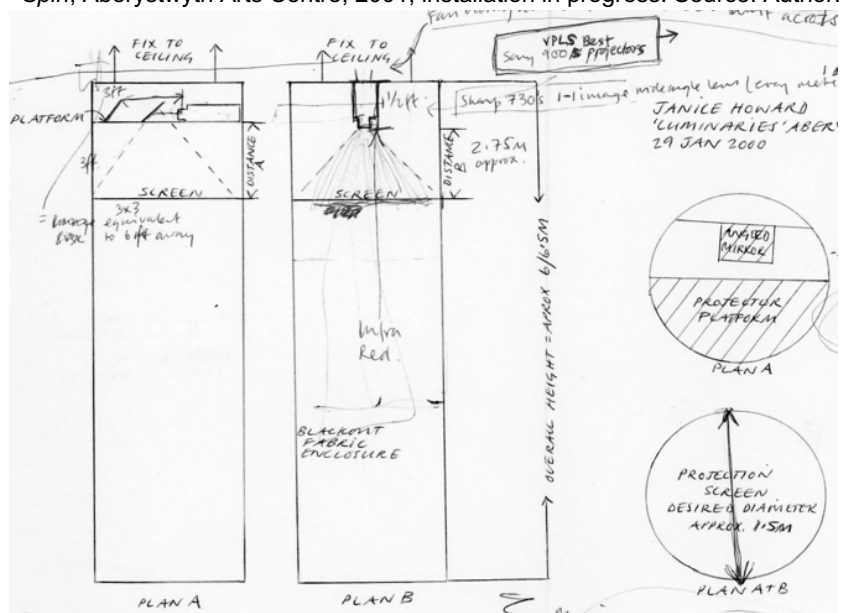 Spin, Aberystwyth Arts Centre, 2001, installation in progress. Source: Author.
across
FIX TO
CEILING
FIX TO
CEILING
VPLS Best
Sony 900/S Projectors
3ft
PLATFORM
3ft
DISTANCE
A
SCREEN
3x3
equivalent
to 6ft away
1 1/2 ft
Sharp 730's 1-1 image wideangle lens
JANICE HOWARD
'LUMINARIES' ABER
29 JAN 2000
DISTANCE
B
2.75M
approx.
SCREEN
Infra
Red.
BLACKOUT
FABRIC
ENCLOSURE
OVERALL HEIGHT = APROX 6/6.5M
ANGLED
MIRROR
PROJECTOR
PLATFORM
PLAN A
PROJECTION
SCREEN
DESIRED DIAMETER
APPROX. 1.5M
PLAN A+B
PLAN A
PLAN B